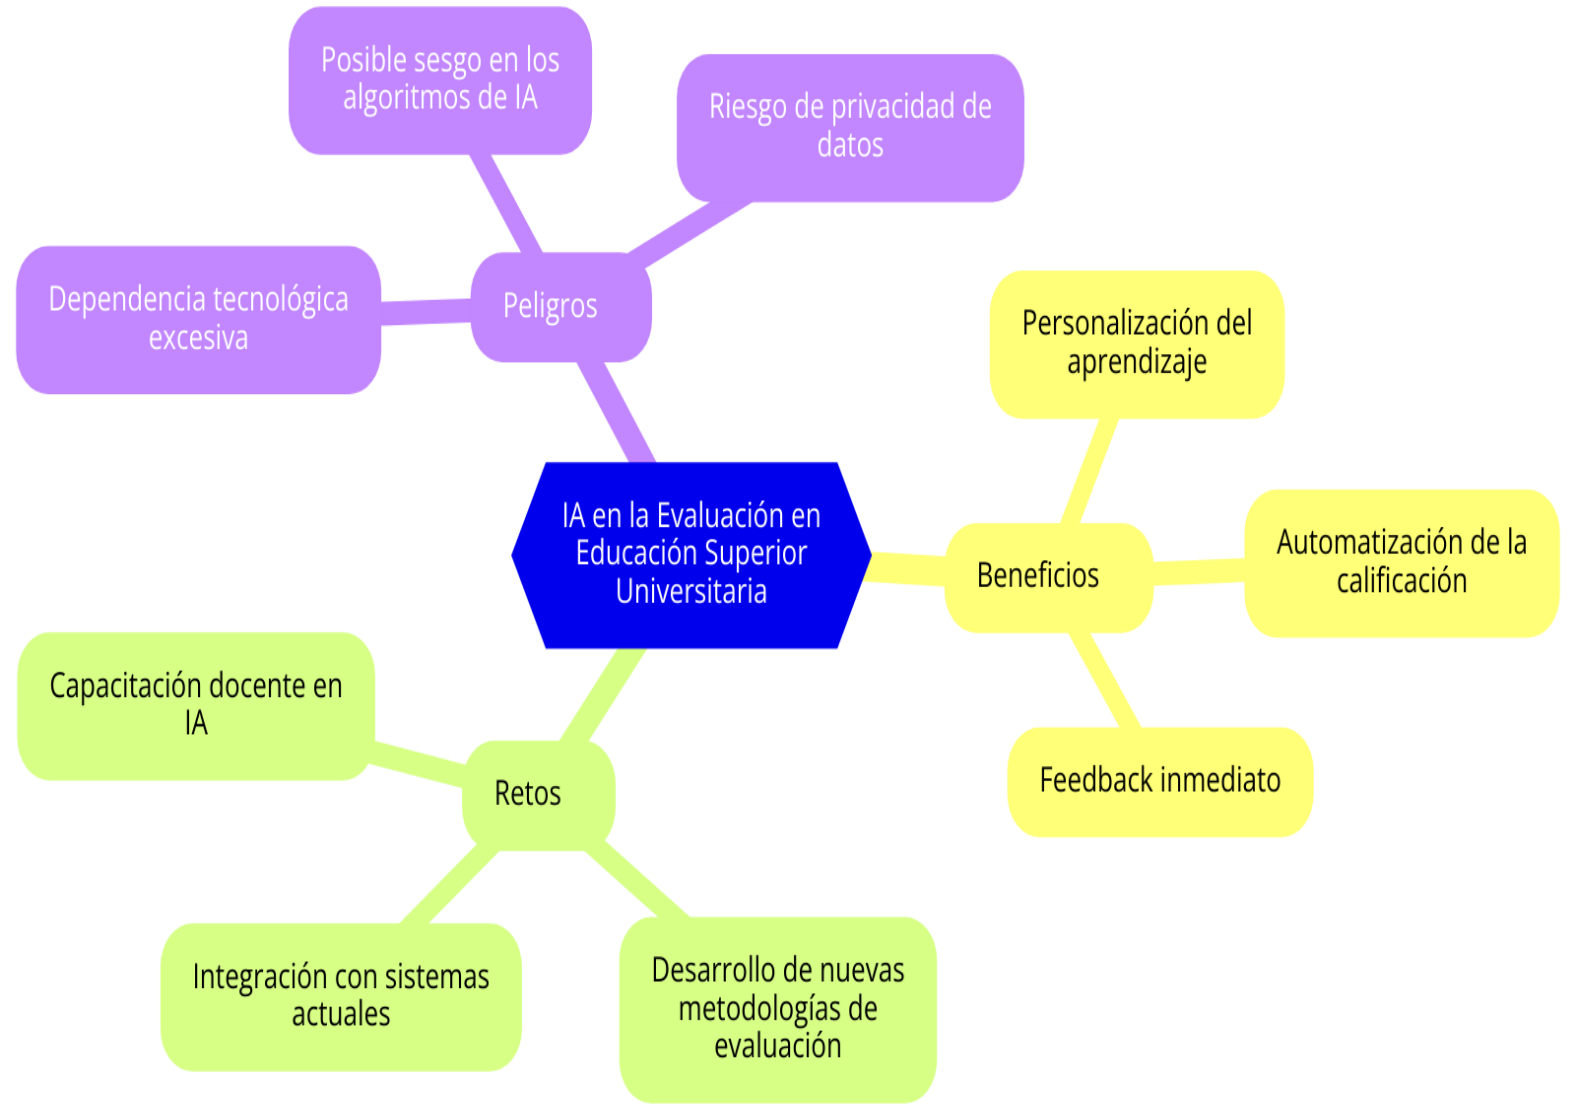 Posible sesgo en los
algoritmos de IA
Riesgo de privacidad de
datos
Dependencia tecnológica
excesiva
Peligros
Personalización del
aprendizaje
IA en la Evaluación en
Educación Superior
Universitaria
Beneficios
Automatización de la
calificación
Feedback inmediato
Capacitación docente en
IA
Retos
Integración con sistemas
actuales
Desarrollo de nuevas
metodologías de
evaluación